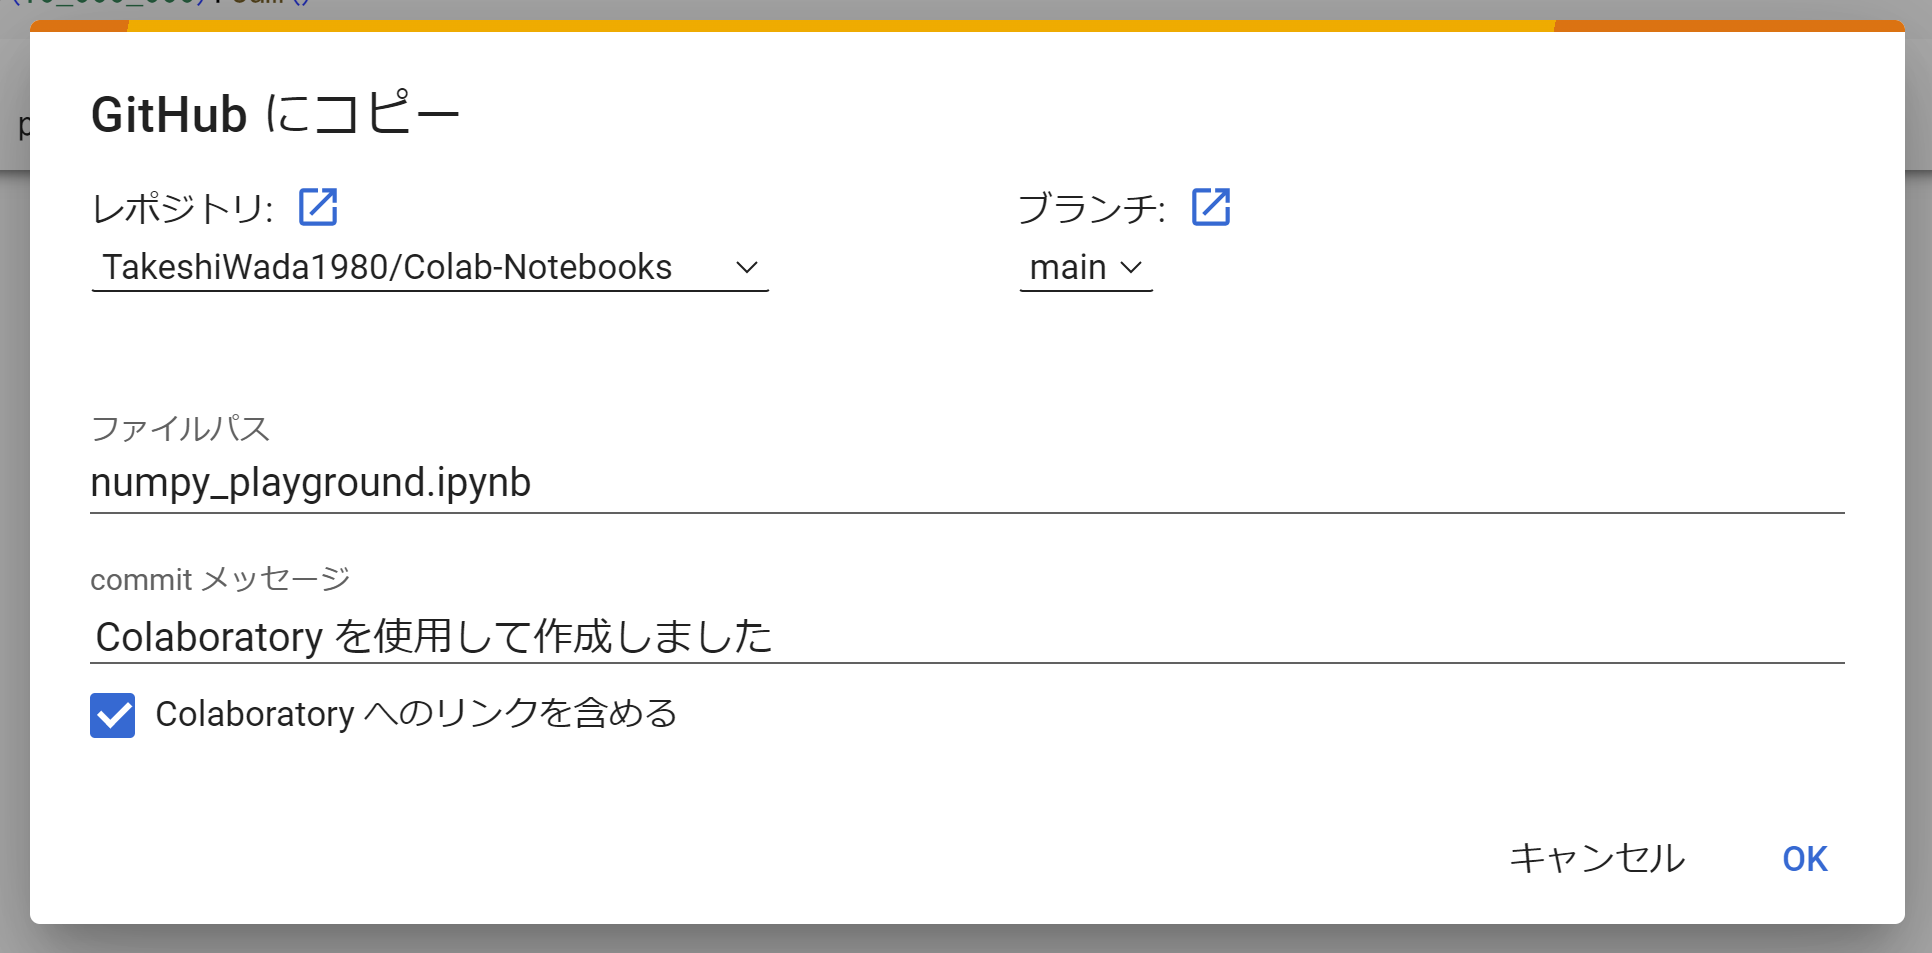 GitHub にコピー
レポジトリ:
ブランチ:
TakeshiWada1980/Colab-Notebooks
main
ファイルパス
numpy_playground.ipynb
commit メッセージ
Colaboratory を使用して作成しました
Colaboratory へのリンクを含める
キャンセル
OK